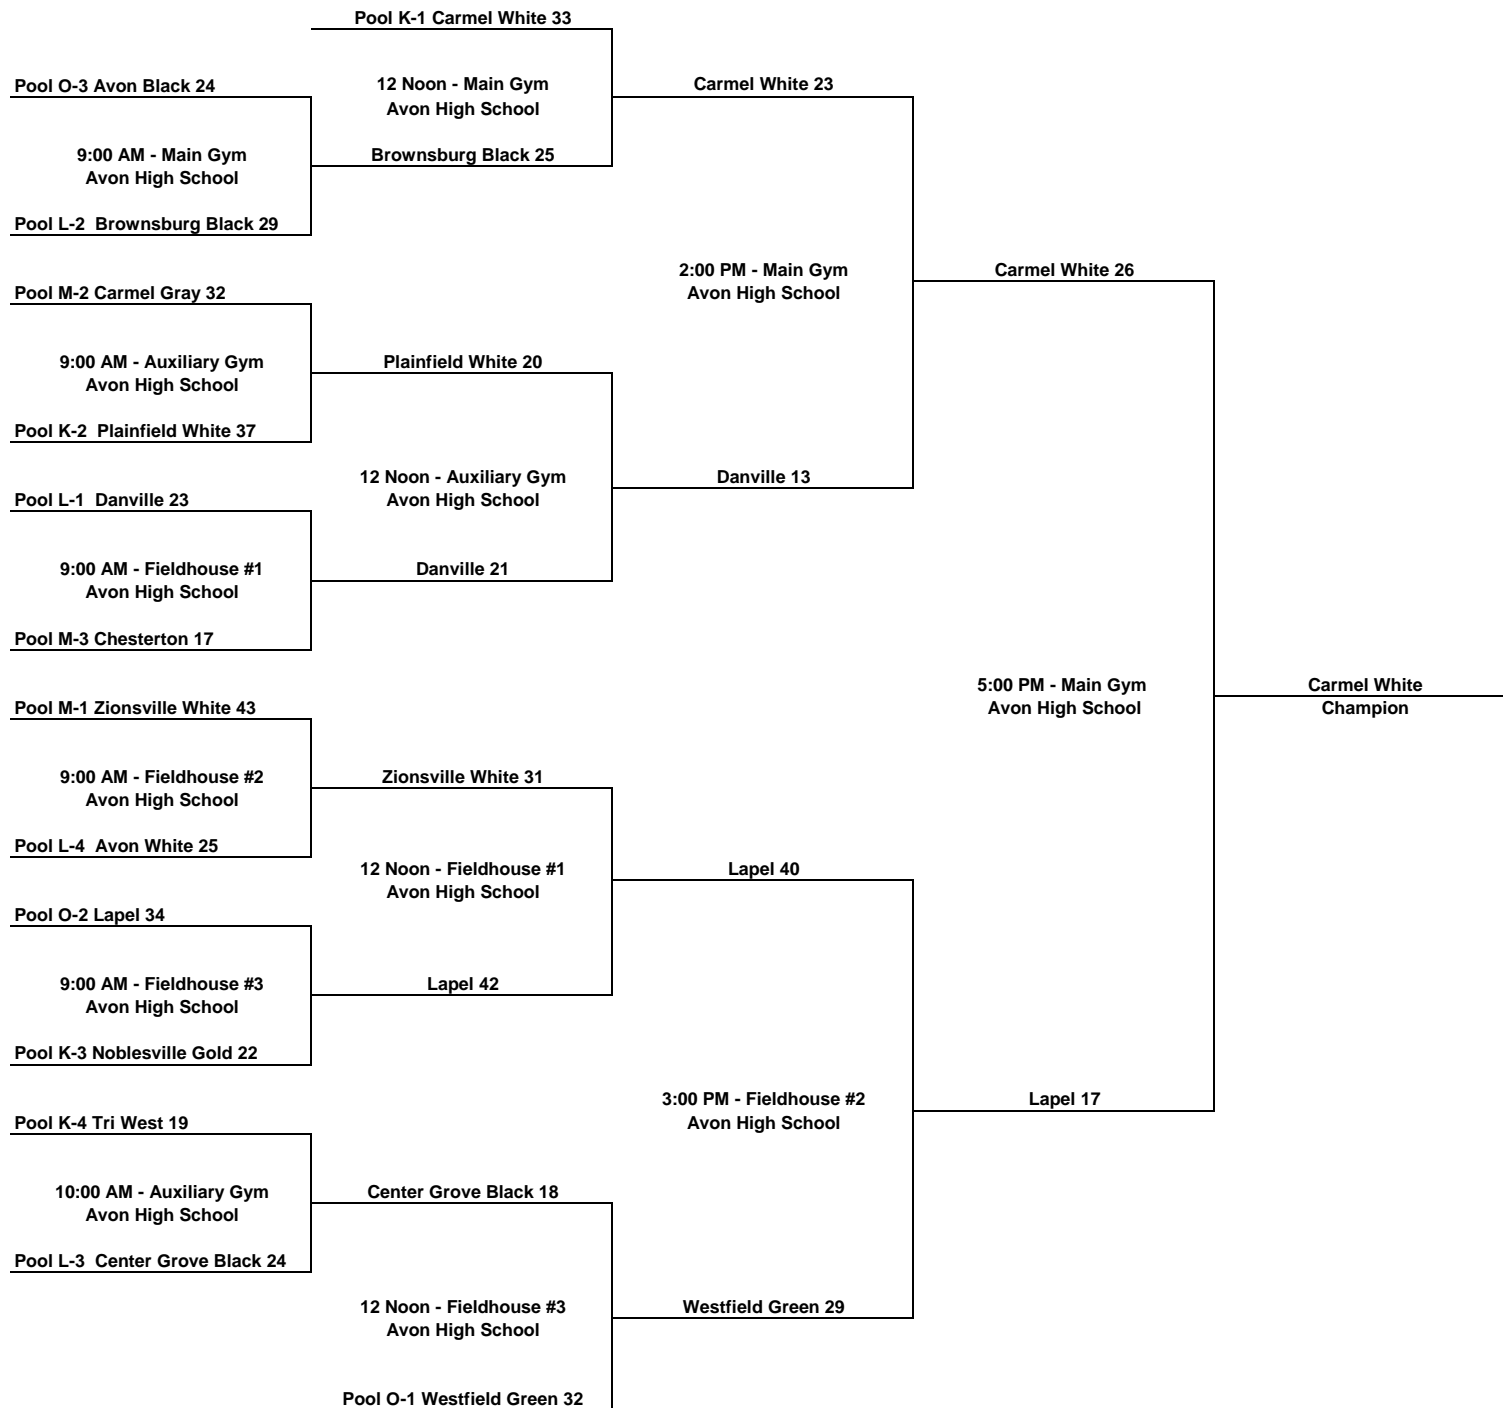 Pool K-1 Carmel White 33
Pool O-3 Avon Black 24
12 Noon - Main Gym
Avon High School
Carmel White 23
9:00 AM - Main Gym
Avon High School
Brownsburg Black 25
Pool L-2  Brownsburg Black 29
2:00 PM - Main Gym
Avon High School
Carmel White 26
Pool M-2 Carmel Gray 32
9:00 AM - Auxiliary Gym
Avon High School
Plainfield White 20
Pool K-2  Plainfield White 37
12 Noon - Auxiliary Gym
Avon High School
Danville 13
Pool L-1  Danville 23
9:00 AM - Fieldhouse #1
Avon High School
Danville 21
Pool M-3 Chesterton 17
5:00 PM - Main Gym
Avon High School
Carmel White
Champion
Pool M-1 Zionsville White 43
9:00 AM - Fieldhouse #2
Avon High School
Zionsville White 31
Pool L-4  Avon White 25
12 Noon - Fieldhouse #1
Avon High School
Lapel 40
Pool O-2 Lapel 34
9:00 AM - Fieldhouse #3
Avon High School
Lapel 42
Pool K-3 Noblesville Gold 22
3:00 PM - Fieldhouse #2
Avon High School
Lapel 17
Pool K-4 Tri West 19
10:00 AM - Auxiliary Gym
Avon High School
Center Grove Black 18
Pool L-3  Center Grove Black 24
12 Noon - Fieldhouse #3
Avon High School
Westfield Green 29
Pool O-1 Westfield Green 32